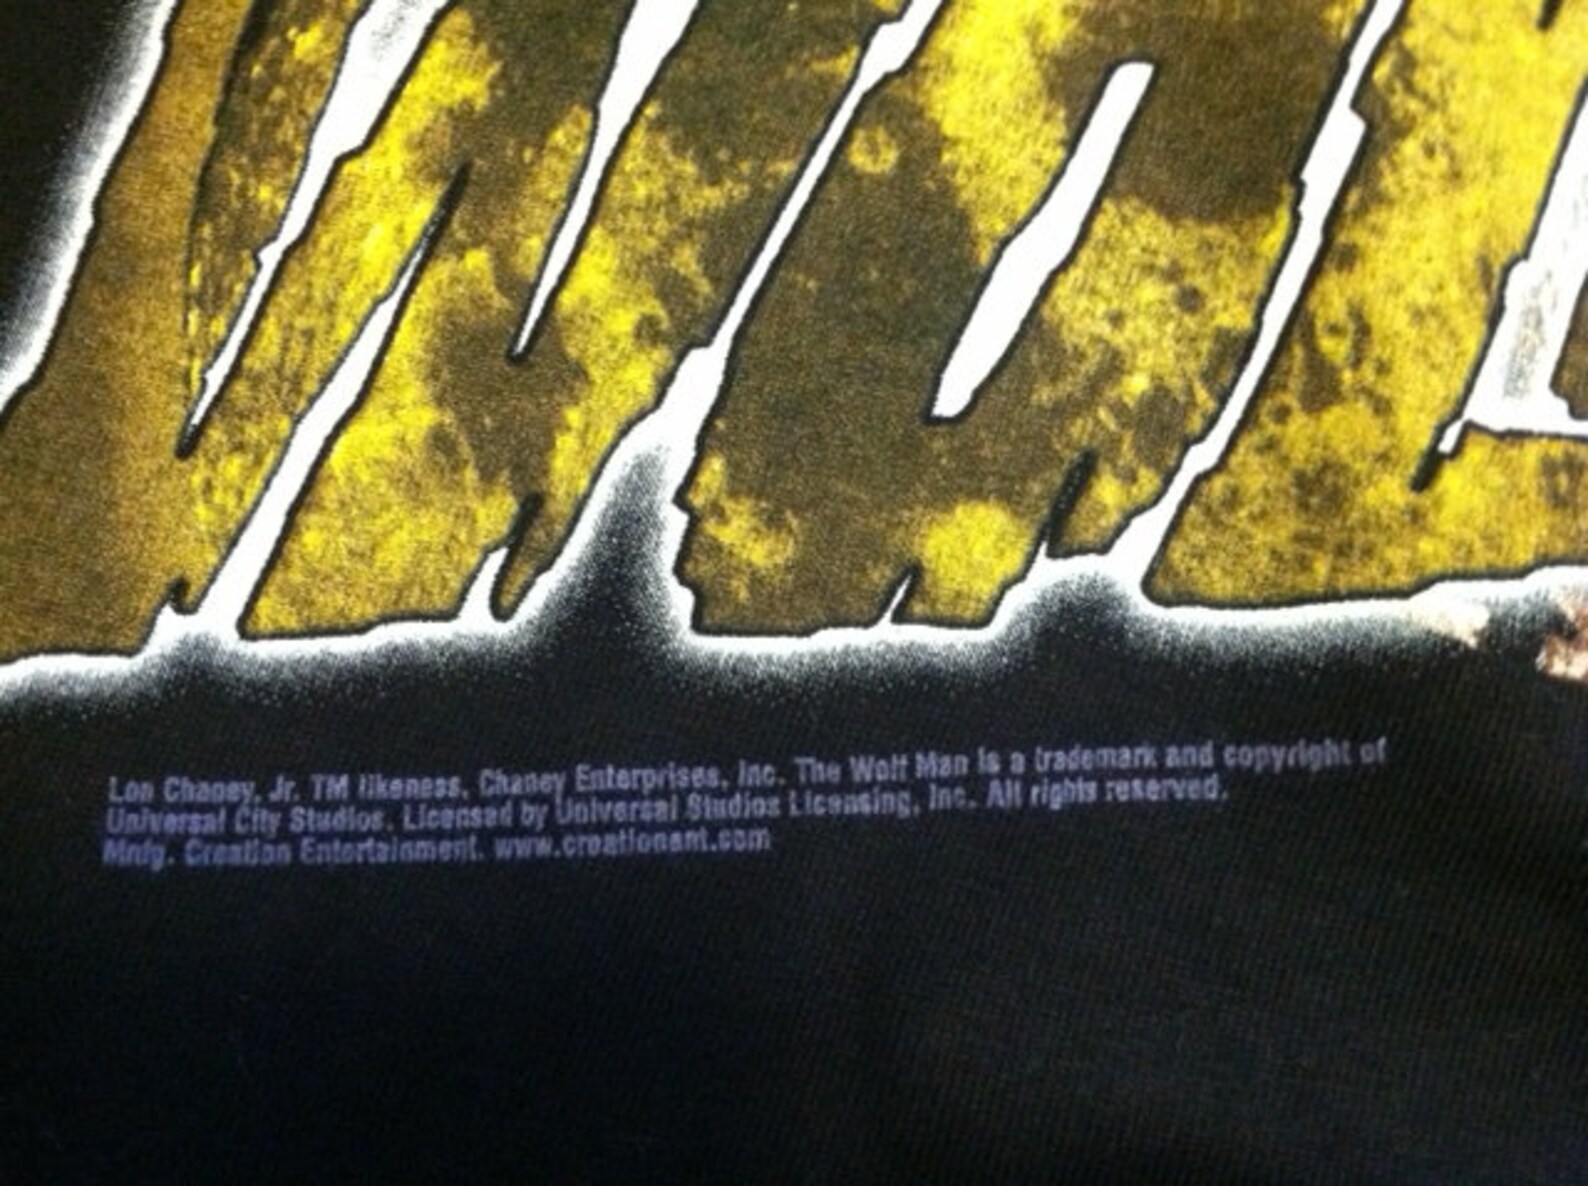 WOL
Lon Chaney, Jr. TM likeness, Chaney Enterprises, Inc. The Wolf Man is a trademark and copyright of
Universal City Studios. Licensed by Universal Studios Licensing, Inc. All rights reserved.
Mnfg. Creation Entertainment. www.creationent.com